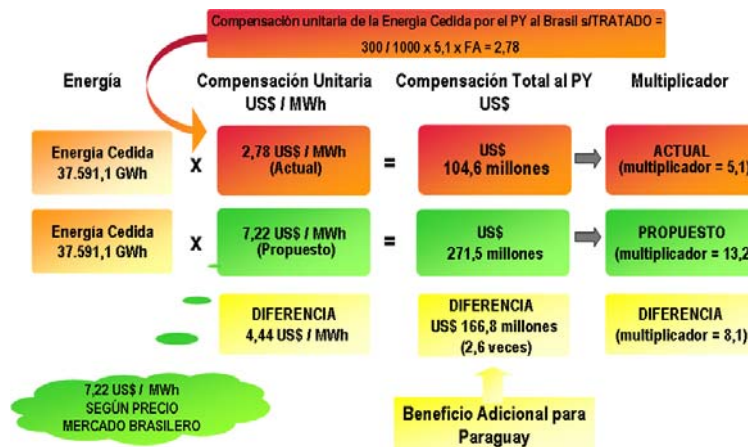 Compensación unitaria de la Energía Cedida por el PY al Brasil s/TRATADO =
300 / 1000 x 5,1 x FA = 2,78
Energía
Compensación Unitaria
US$ / MWh
Compensación Total al PY
US$
Multiplicador
Energía Cedida
37.591,1 GWh
X
2,78 US$ / MWh
(Actual)
=
US$
104,6 millones
ACTUAL
(multiplicador = 5,1)
Energía Cedida
37.591,1 GWh
X
7,22 US$ / MWh
(Propuesto)
=
US$
271,5 millones
PROPUESTO
(multiplicador = 13,2
DIFERENCIA
4,44 US$ / MWh
DIFERENCIA
US$ 166,8 millones
(2,6 veces)
DIFERENCIA
(multiplicador = 8,1)
7,22 US$ / MWh
SEGÚN PRECIO
MERCADO BRASILERO
Beneficio Adicional para
Paraguay